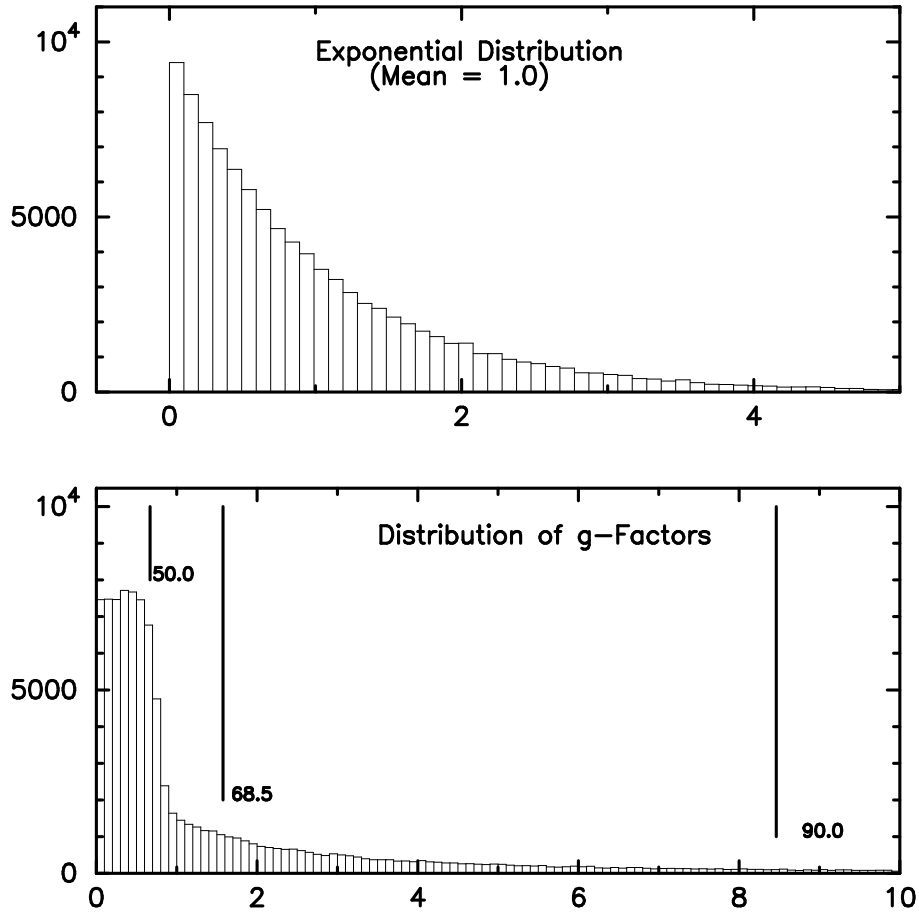 10⁴
Exponential Distribution
(Mean = 1.0)
5000
0
0 2 4
10⁴
Distribution of g-Factors
50.0
5000
68.5
90.0
0
0 2 4 6 8 10